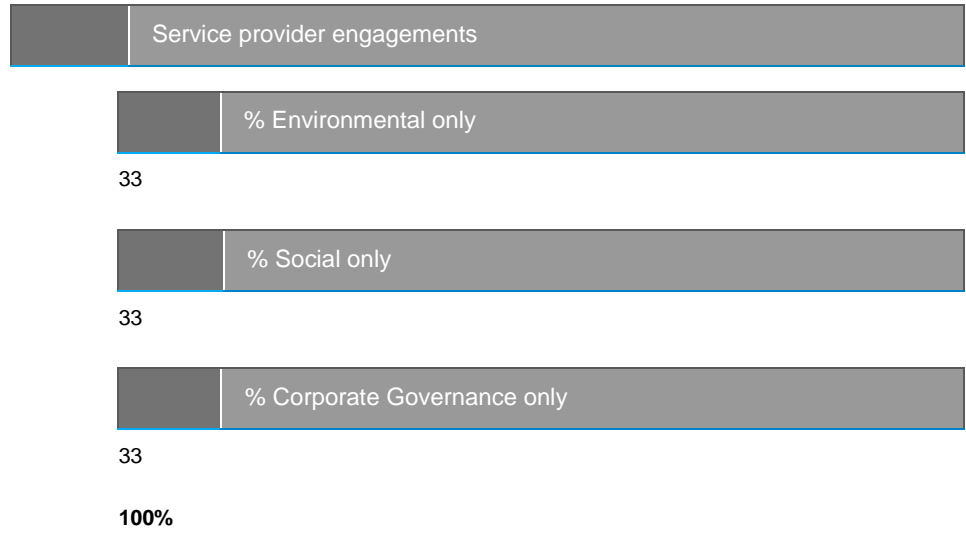 Service provider engagements
% Environmental only
33
% Social only
33
% Corporate Governance only
33
100%